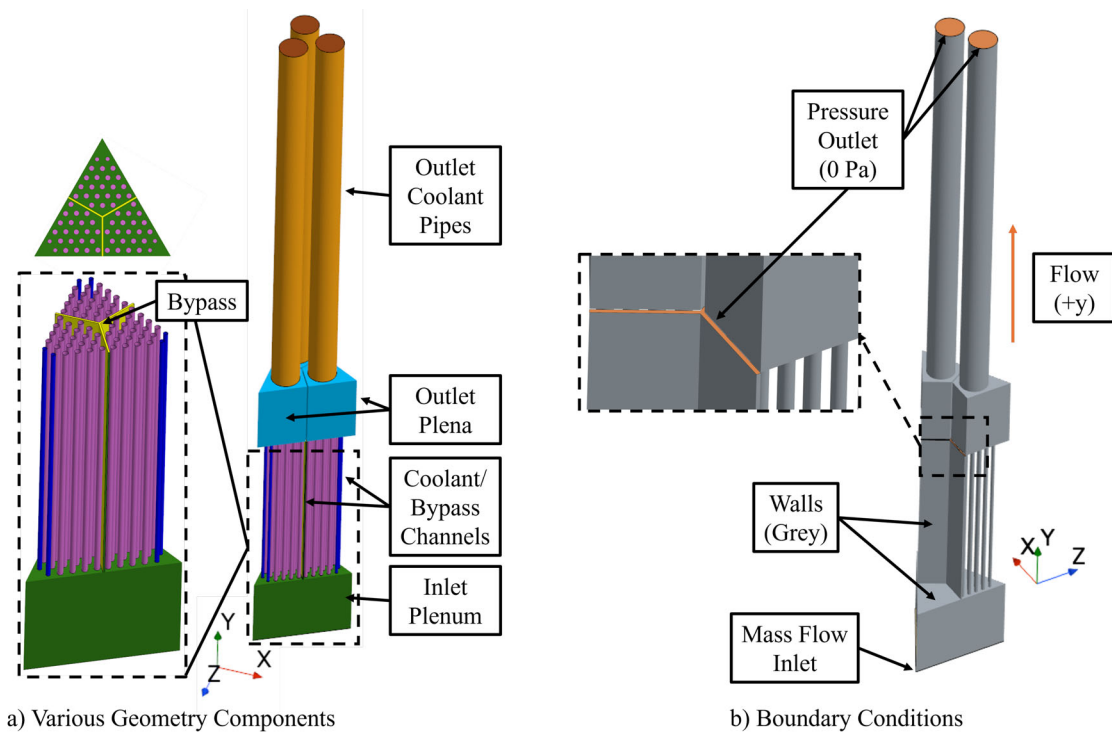 Bypass
Outlet
Coolant
Pipes
Outlet
Plena
Coolant/
Bypass
Channels
Inlet
Plenum
Y
X
Z
a) Various Geometry Components
Pressure
Outlet
(0 Pa)
Flow
(+y)
Walls
(Grey)
Mass Flow
Inlet
X
Y
Z
b) Boundary Conditions